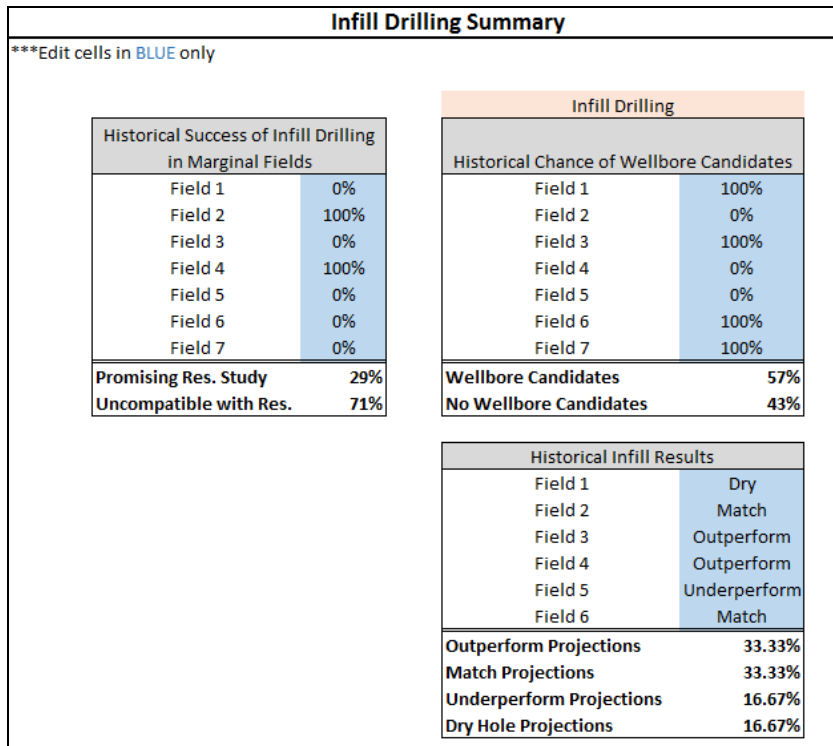 Infill Drilling Summary
***Edit cells in BLUE only
Historical Success of Infill Drilling
in Marginal Fields
Field 1 0%
Field 2 100%
Field 3 0%
Field 4 100%
Field 5 0%
Field 6 0%
Field 7 0%
Promising Res. Study 29%
Uncompatible with Res. 71%
Infill Drilling
Historical Chance of Wellbore Candidates
Field 1 100%
Field 2 0%
Field 3 100%
Field 4 0%
Field 5 0%
Field 6 100%
Field 7 100%
Wellbore Candidates 57%
No Wellbore Candidates 43%
Historical Infill Results
Field 1 Dry
Field 2 Match
Field 3 Outperform
Field 4 Outperform
Field 5 Underperform
Field 6 Match
Outperform Projections 33.33%
Match Projections 33.33%
Underperform Projections 16.67%
Dry Hole Projections 16.67%